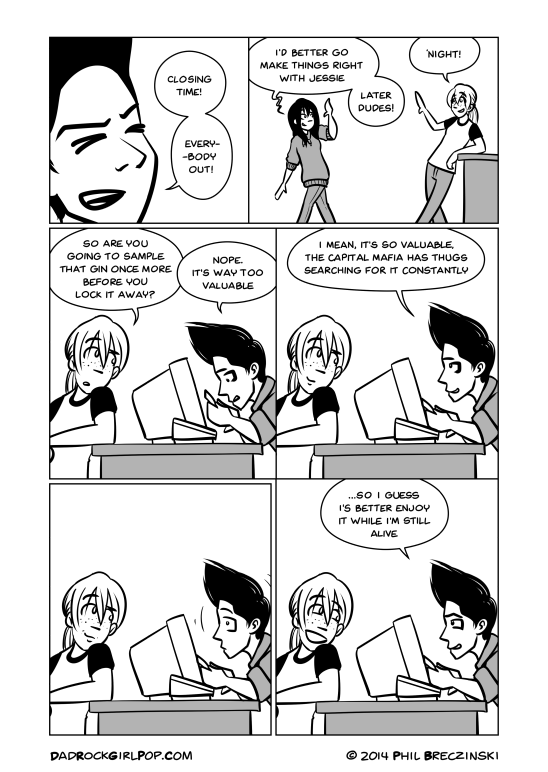 CLOSING
TIME!
EVERY-
-BODY
OUT!
I'D BETTER GO
MAKE THINGS RIGHT
WITH JESSIE
LATER
DUDES!
'NIGHT!
SO ARE YOU
GOING TO SAMPLE
THAT GIN ONCE MORE
BEFORE YOU
LOCK IT AWAY?
NOPE.
IT'S WAY TOO
VALUABLE
I MEAN, IT'S SO VALUABLE,
THE CAPITAL MAFIA HAS THUGS
SEARCHING FOR IT CONSTANTLY
...SO I GUESS
I'S BETTER ENJOY
IT WHILE I'M STILL
ALIVE
DADROCKGIRLPOP.COM
© 2014 PHIL BRECZINSKI